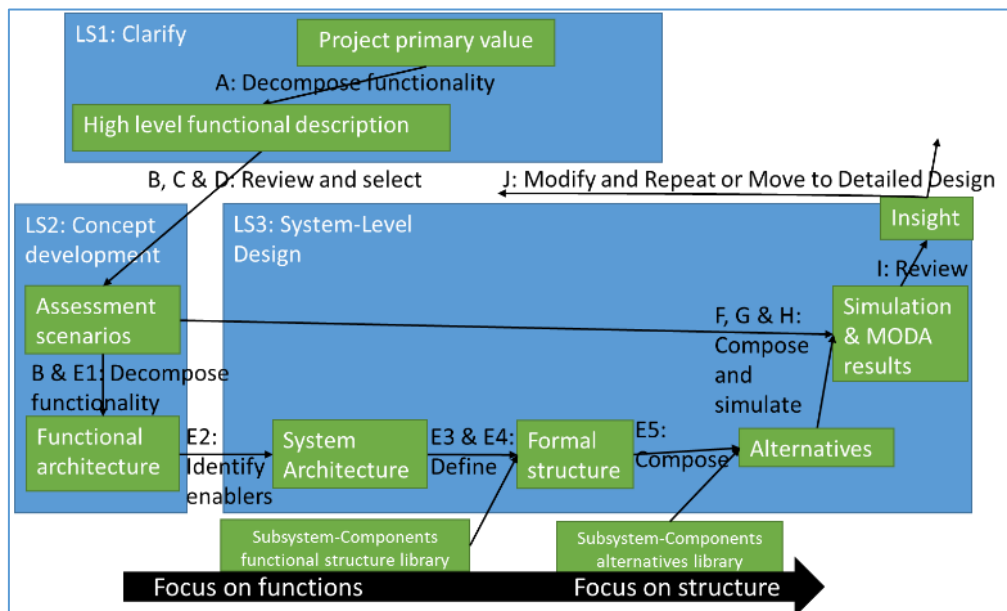 LS1: Clarify
Project primary value
A: Decompose functionality
High level functional description
B, C & D: Review and select
J: Modify and Repeat or Move to Detailed Design
LS2: Concept
development
LS3: System-Level
Design
Insight
I: Review
Assessment
scenarios
F, G & H:
Compose
and
simulate
Simulation
& MODA
results
B & E1: Decompose
functionality
Functional
architecture
E2:
Identify
enablers
System
Architecture
E3 & E4:
Define
Formal
structure
E5:
Compose
Alternatives
Subsystem-Components
functional structure library
Subsystem-Components
alternatives library
Focus on functions
Focus on structure